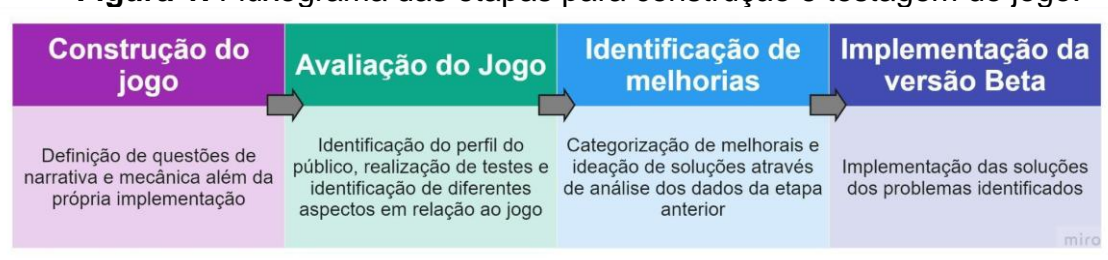 Construção do
jogo
Avaliação do Jogo
Identificação de
melhorias
Implementação da
versão Beta
Definição de questões de
narrativa e mecânica além da
própria implementação
Identificação do perfil do
público, realização de testes e
identificação de diferentes
aspectos em relação ao jogo
Categorização de melhorais e
ideação de soluções através
de análise dos dados da etapa
anterior
Implementação das soluções
dos problemas identificados
miro